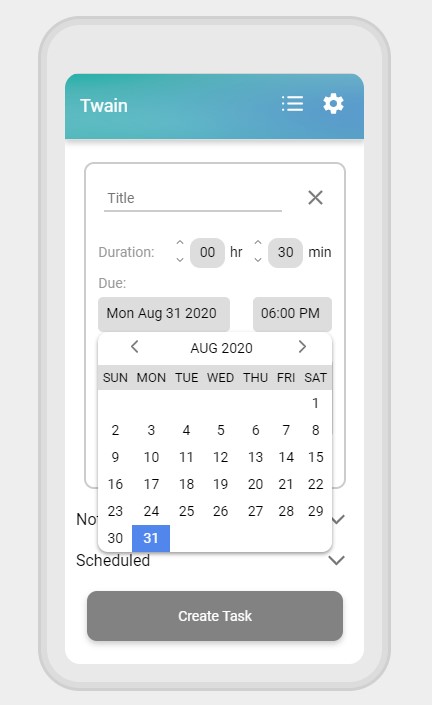 Twain
Title
Duration: 00 hr 30 min
Due:
Mon Aug 31 2020 06:00 PM
AUG 2020
SUN MON TUE WED THU FRI SAT
1
2 3 4 5 6 7 8
9 10 11 12 13 14 15
16 17 18 19 20 21 22
23 24 25 26 27 28 29
30 31
Scheduled
Create Task